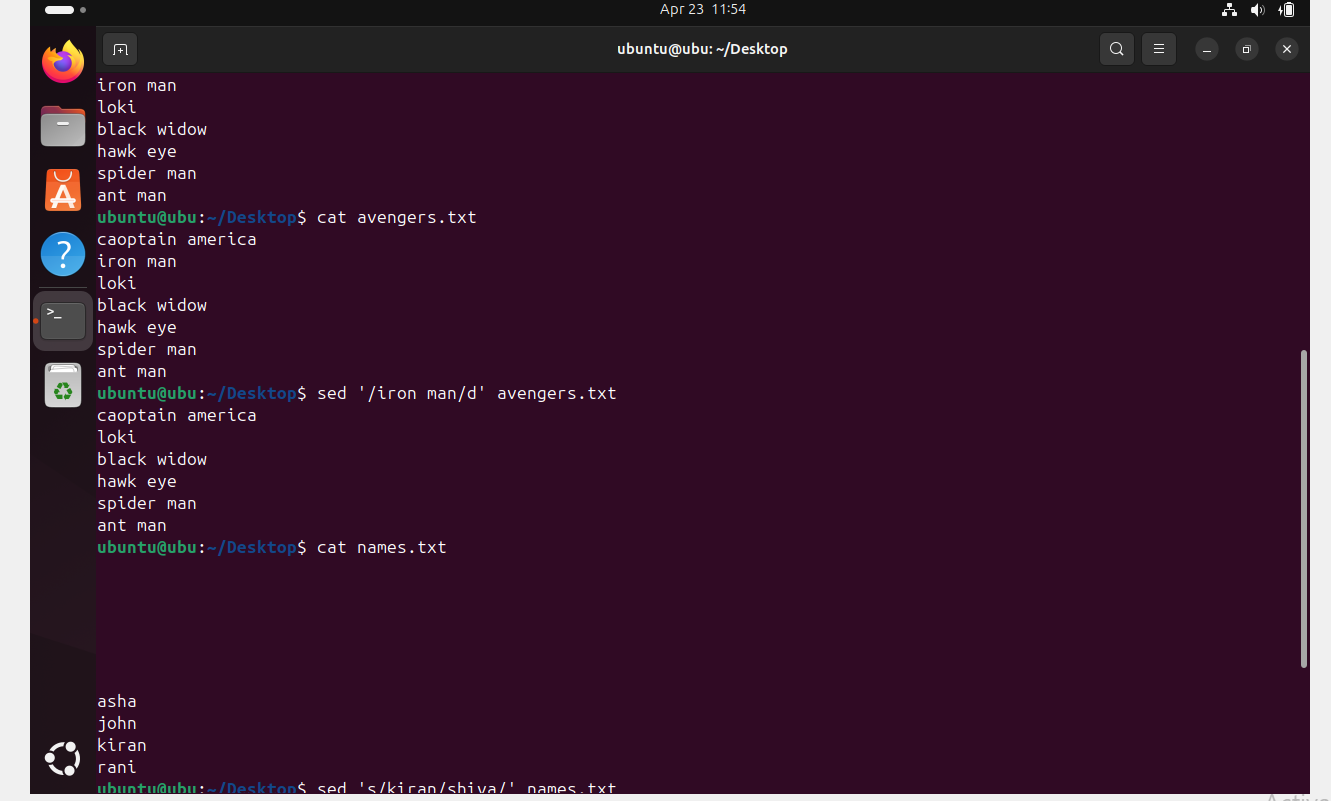 Apr 23 11:54
ubuntu@ubu: ~/Desktop
iron man
loki
black widow
hawk eye
spider man
ant man
ubuntu@ubu:~/Desktop$ cat avengers.txt
caoptain america
iron man
loki
black widow
hawk eye
spider man
ant man
ubuntu@ubu:~/Desktop$ sed '/iron man/d' avengers.txt
caoptain america
loki
black widow
hawk eye
spider man
ant man
ubuntu@ubu:~/Desktop$ cat names.txt
asha
john
kiran
rani
ubuntu@ubu:~/Desktop$ sed 's/kiran/shiva/' names.txt